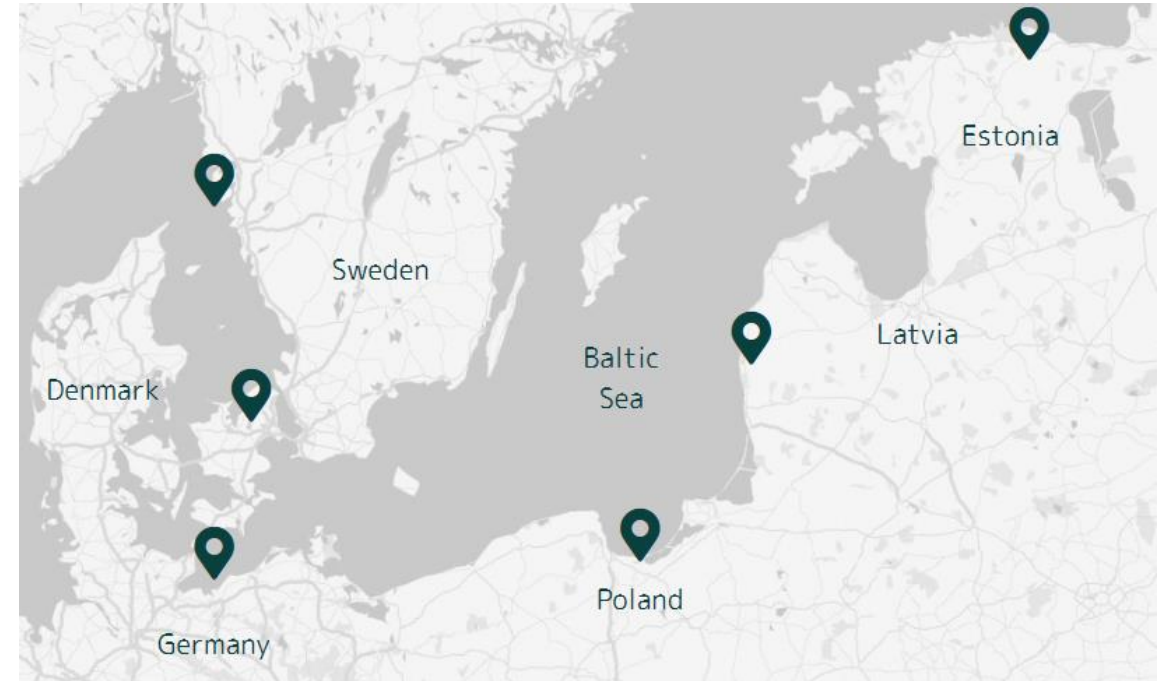 Estonia
Sweden
Latvia
Baltic
Sea
Denmark
Poland
Germany